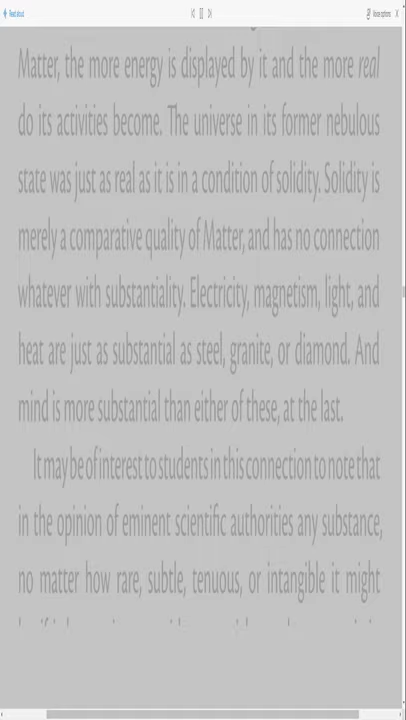 Read aloud
Voice options
Matter, the more energy is displayed by it and the more real
do its activities become. The universe in its former nebulous
state was just as real as it is in a condition of solidity. Solidity is
merely a comparative quality of Matter, and has no connection
whatever with substantiality. Electricity, magnetism, light, and
heat are just as substantial as steel, granite, or diamond. And
mind is more substantial than either of these, at the last.
It may be of interest to students in this connection to note that
in the opinion of eminent scientific authorities any substance,
no matter how rare, subtle, tenuous, or intangible it might